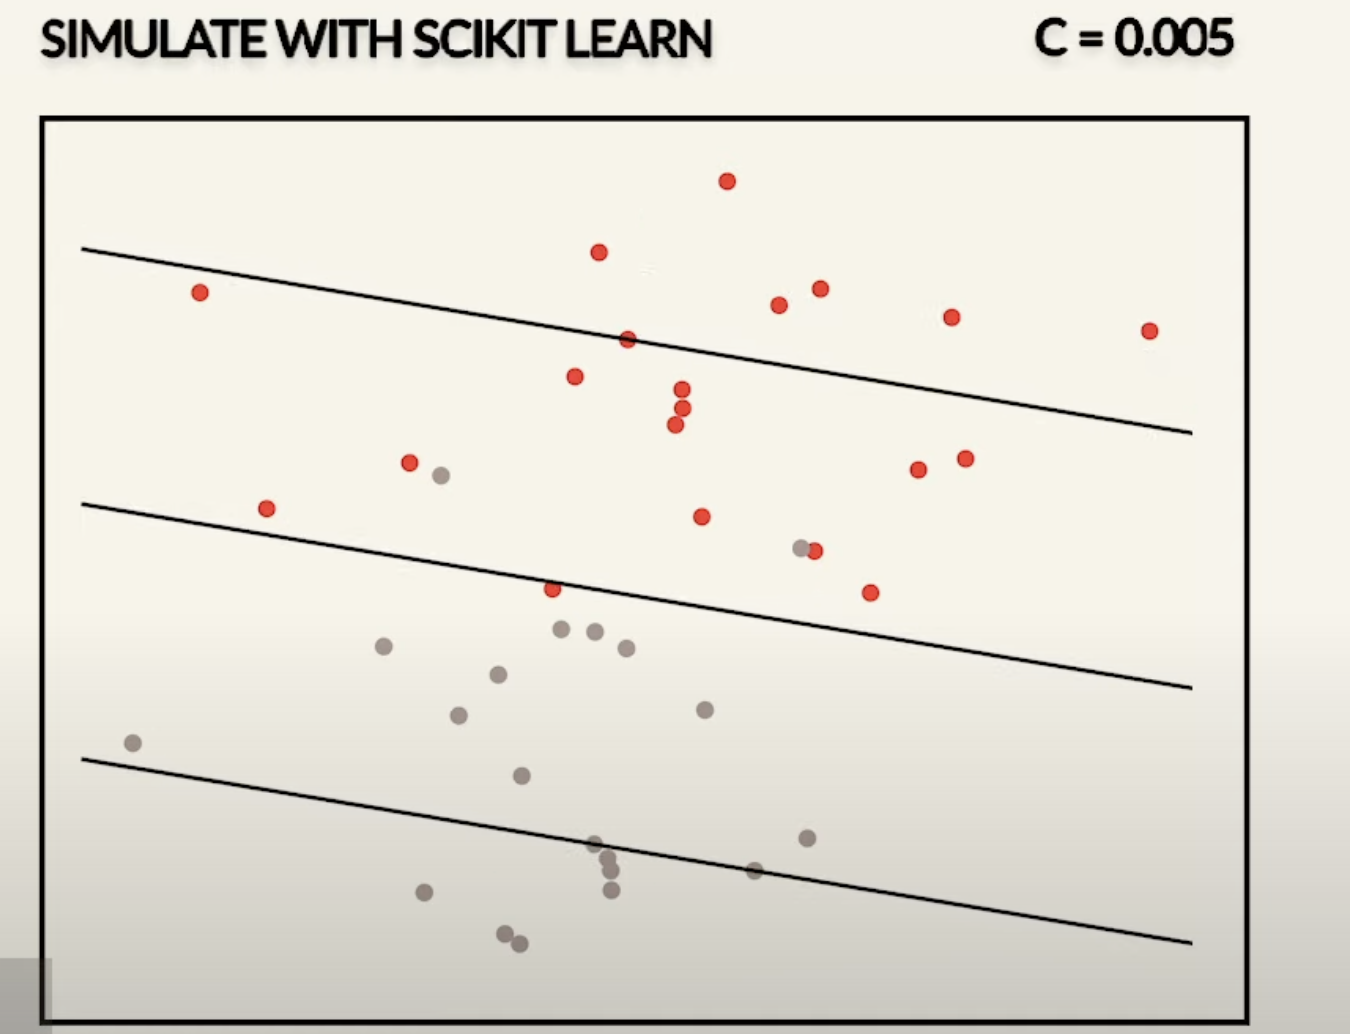 SIMULATE WITH SCIKIT LEARN
C = 0.005